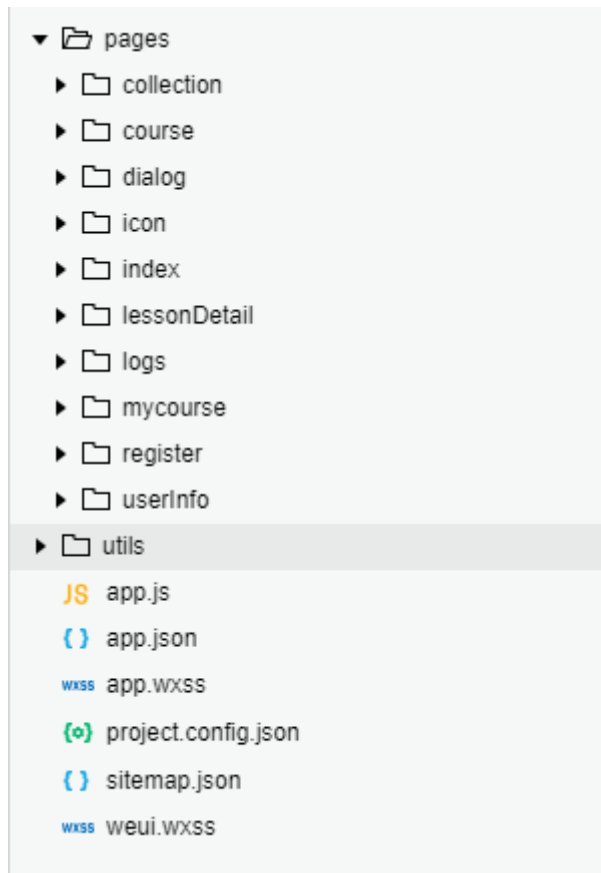 pages
collection
course
dialog
icon
index
lessonDetail
logs
mycourse
register
userInfo
utils
JS app.js
{ } app.json
wxss app.wxss
{o} project.config.json
{ } sitemap.json
wxss weui.wxss